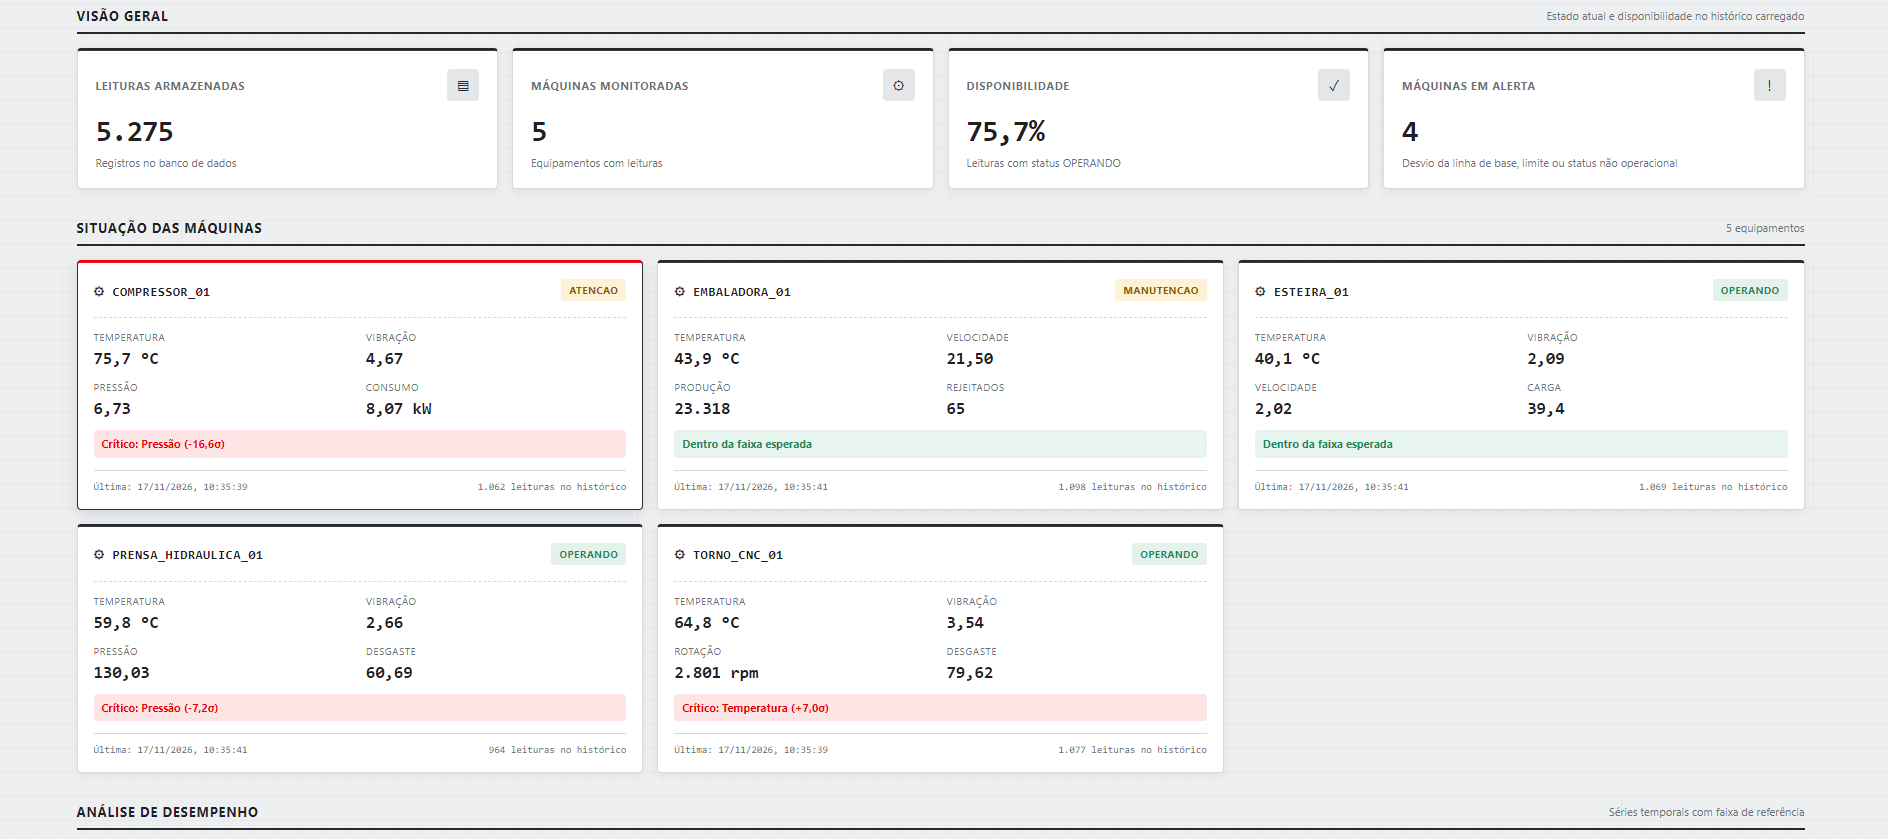 VISÃO GERAL
Estado atual e disponibilidade no histórico carregado
LEITURAS ARMAZENADAS
5.275
Registros no banco de dados
MÁQUINAS MONITORADAS
5
Equipamentos com leituras
DISPONIBILIDADE
✓
75,7%
Leituras com status OPERANDO
MÁQUINAS EM ALERTA
!
4
Desvio da linha de base, limite ou status não operacional
SITUAÇÃO DAS MÁQUINAS
5 equipamentos
COMPRESSOR_01
ATENCAO
TEMPERATURA
75,7 °C
VIBRAÇÃO
4,67
PRESSÃO
6,73
CONSUMO
8,07 kW
Crítico: Pressão (-16,6σ)
Última: 17/11/2026, 10:35:39
1.062 leituras no histórico
EMBALADORA_01
MANUTENCAO
TEMPERATURA
43,9 °C
VELOCIDADE
21,50
PRODUÇÃO
23.318
REJEITADOS
65
Dentro da faixa esperada
Última: 17/11/2026, 10:35:41
1.098 leituras no histórico
ESTEIRA_01
OPERANDO
TEMPERATURA
40,1 °C
VIBRAÇÃO
2,09
VELOCIDADE
2,02
CARGA
39,4
Dentro da faixa esperada
Última: 17/11/2026, 10:35:41
1.069 leituras no histórico
PRENSA_HIDRAULICA_01
OPERANDO
TEMPERATURA
59,8 °C
VIBRAÇÃO
2,66
PRESSÃO
130,03
DESGASTE
60,69
Crítico: Pressão (-7,2σ)
Última: 17/11/2026, 10:35:41
964 leituras no histórico
TORNO_CNC_01
OPERANDO
TEMPERATURA
64,8 °C
VIBRAÇÃO
3,54
ROTAÇÃO
2.801 rpm
DESGASTE
79,62
Crítico: Temperatura (+7,0σ)
Última: 17/11/2026, 10:35:39
1.077 leituras no histórico
ANÁLISE DE DESEMPENHO
Séries temporais com faixa de referência